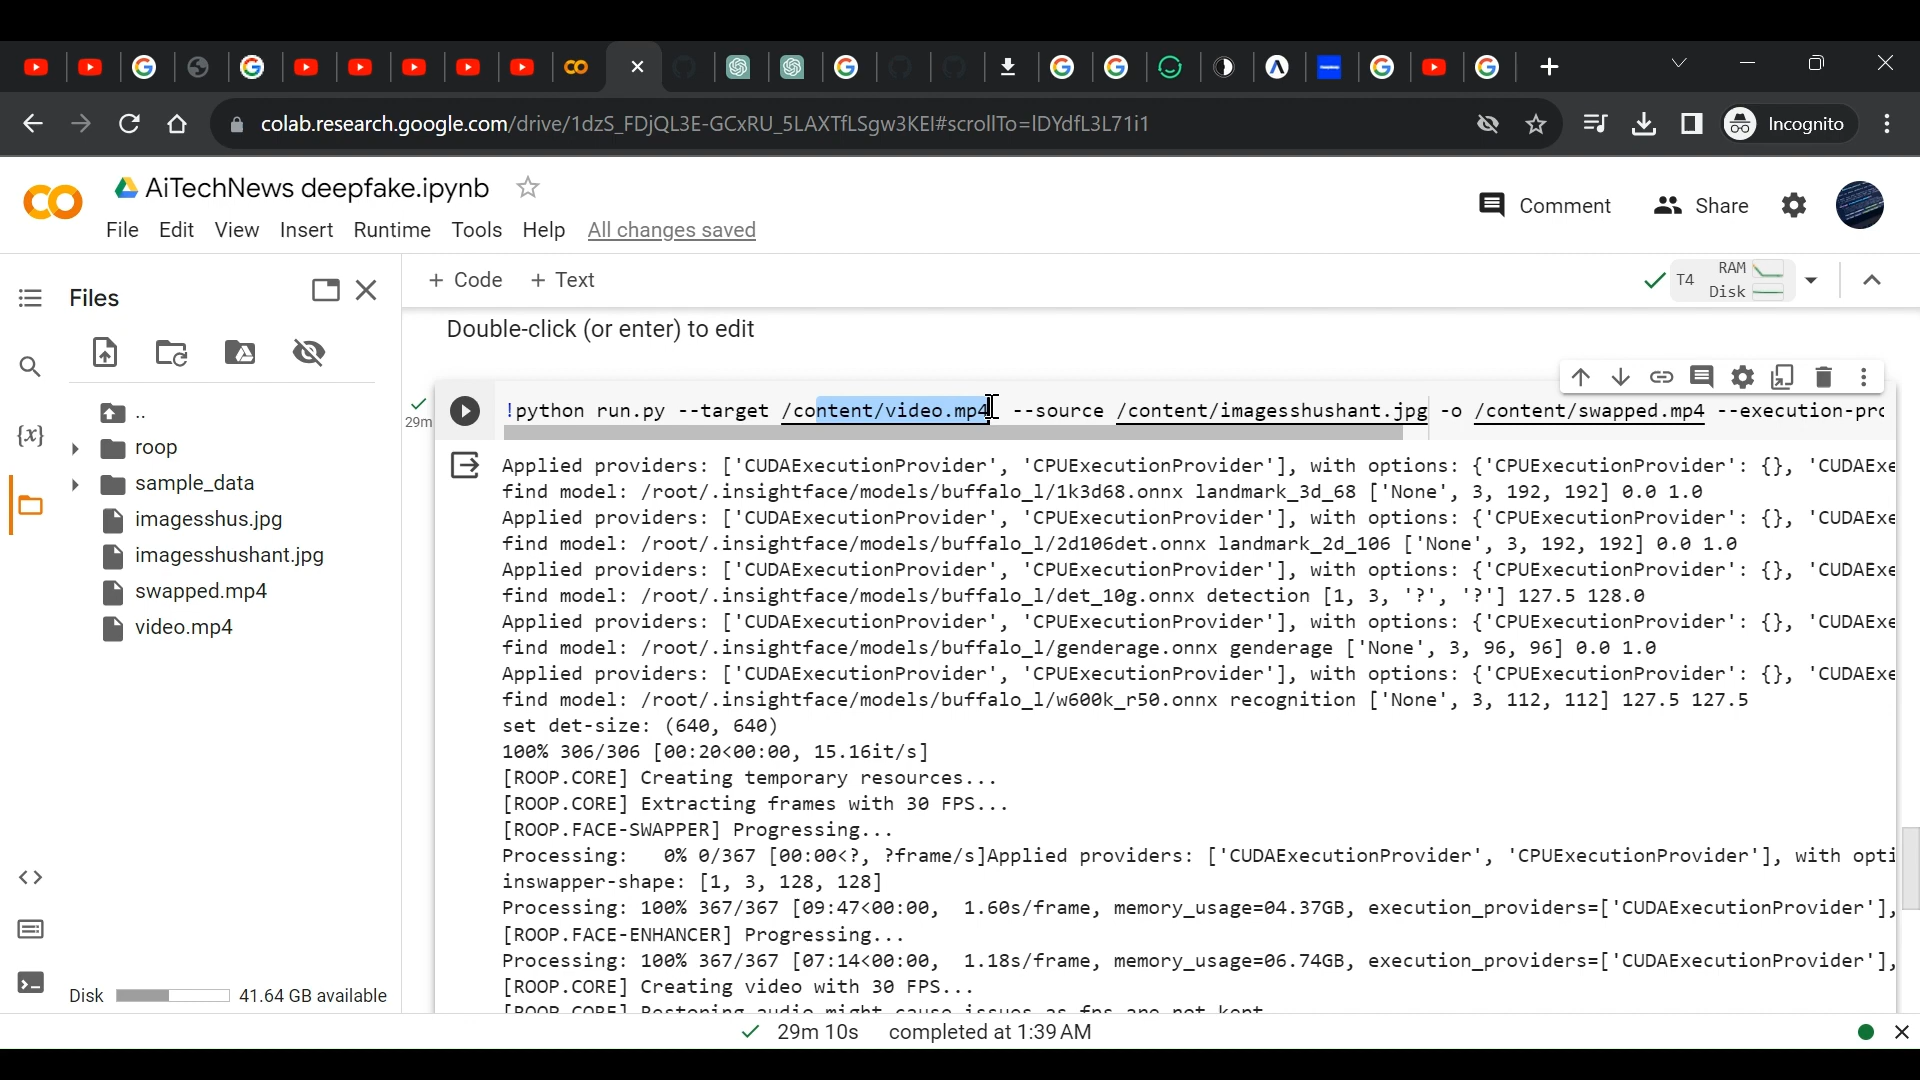 colab.research.google.com/drive/1dzS_FDjQL3E-GCxRU_5LAXTfLSgw3KEI#scrollTo=IDYdfL3L71i1
Incognito
AiTechNews deepfake.ipynb
Comment
Share
File Edit View Insert Runtime Tools Help All changes saved
Files
+ Code + Text
T4
RAM
Disk
Double-click (or enter) to edit
..
roop
sample_data
imagesshus.jpg
imagesshushant.jpg
swapped.mp4
video.mp4
{x}
Disk
41.64 GB available
29m
!python run.py --target /content/video.mp4 --source /content/imagesshushant.jpg -o /content/swapped.mp4 --execution-pro
Applied providers: ['CUDAExecutionProvider', 'CPUExecutionProvider'], with options: {'CPUExecutionProvider': {}, 'CUDAExe
find model: /root/.insightface/models/buffalo_l/1k3d68.onnx landmark_3d_68 ['None', 3, 192, 192] 0.0 1.0
Applied providers: ['CUDAExecutionProvider', 'CPUExecutionProvider'], with options: {'CPUExecutionProvider': {}, 'CUDAExe
find model: /root/.insightface/models/buffalo_l/2d106det.onnx landmark_2d_106 ['None', 3, 192, 192] 0.0 1.0
Applied providers: ['CUDAExecutionProvider', 'CPUExecutionProvider'], with options: {'CPUExecutionProvider': {}, 'CUDAExe
find model: /root/.insightface/models/buffalo_l/det_10g.onnx detection [1, 3, '?', '?'] 127.5 128.0
Applied providers: ['CUDAExecutionProvider', 'CPUExecutionProvider'], with options: {'CPUExecutionProvider': {}, 'CUDAExe
find model: /root/.insightface/models/buffalo_l/genderage.onnx genderage ['None', 3, 96, 96] 0.0 1.0
Applied providers: ['CUDAExecutionProvider', 'CPUExecutionProvider'], with options: {'CPUExecutionProvider': {}, 'CUDAExe
find model: /root/.insightface/models/buffalo_l/w600k_r50.onnx recognition ['None', 3, 112, 112] 127.5 127.5
set det-size: (640, 640)
100% 306/306 [00:20<00:00, 15.16it/s]
[ROOP.CORE] Creating temporary resources...
[ROOP.CORE] Extracting frames with 30 FPS...
[ROOP.FACE-SWAPPER] Progressing...
Processing:   0% 0/367 [00:00<?, ?frame/s]Applied providers: ['CUDAExecutionProvider', 'CPUExecutionProvider'], with opti
inswapper-shape: [1, 3, 128, 128]
Processing: 100% 367/367 [09:47<00:00,  1.60s/frame, memory_usage=04.37GB, execution_providers=['CUDAExecutionProvider'],
[ROOP.FACE-ENHANCER] Progressing...
Processing: 100% 367/367 [07:14<00:00,  1.18s/frame, memory_usage=06.74GB, execution_providers=['CUDAExecutionProvider'],
[ROOP.CORE] Creating video with 30 FPS...
[ROOP.CORE] Restoring audio might cause issues as fps are not kept
29m 10s completed at 1:39 AM